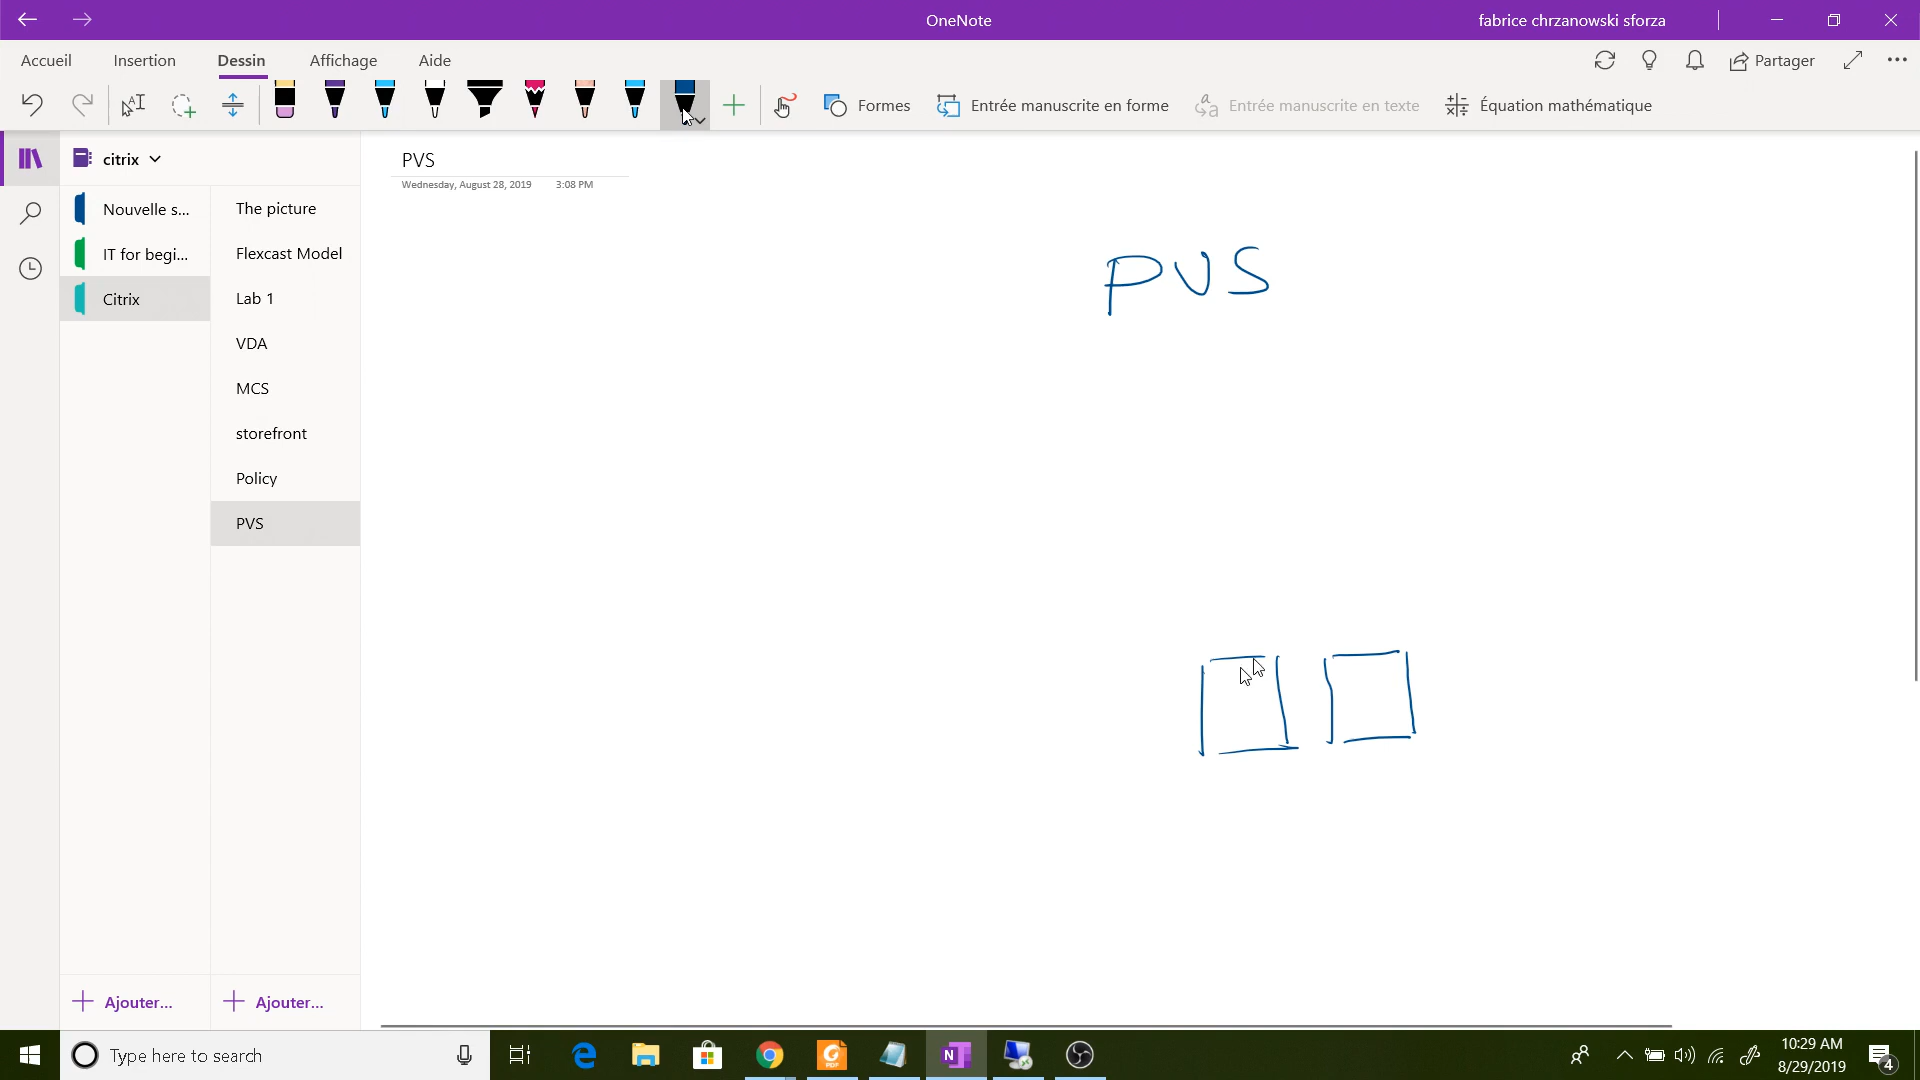 OneNote
fabrice chrzanowski sforza
Accueil
Insertion
Dessin
Affichage
Aide
Partager
Formes
Entrée manuscrite en forme
Entrée manuscrite en texte
Équation mathématique
citrix
Nouvelle s...
IT for begi...
Citrix
The picture
Flexcast Model
Lab 1
VDA
MCS
storefront
Policy
PVS
PVS
Wednesday, August 28, 2019 3:08 PM
PVS
Ajouter...
Ajouter...
Type here to search
10:29 AM
8/29/2019
4